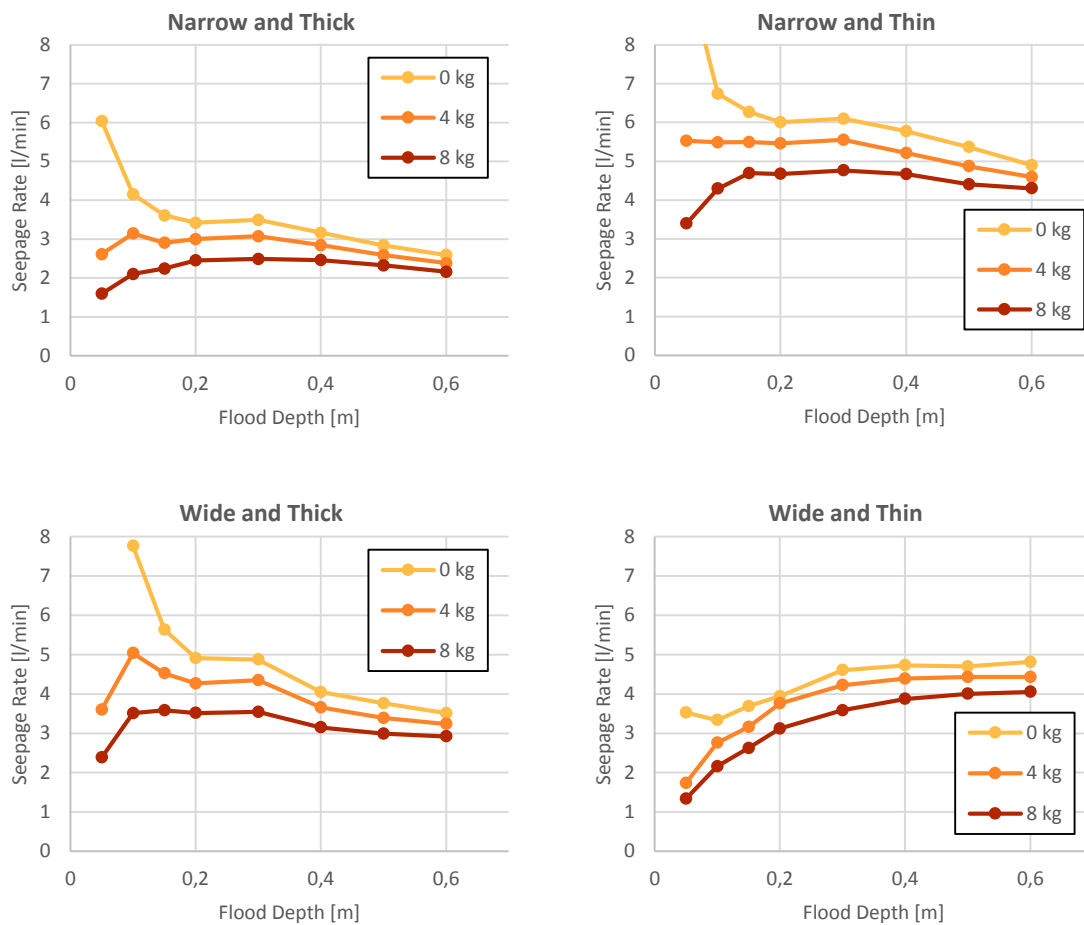 Narrow and Thick
8
7
6
5
4
3
2
1
0
Seepage Rate [l/min]
0 kg
4 kg
8 kg
0
0,2
0,4
0,6
Flood Depth [m]
Narrow and Thin
8
7
6
5
4
3
2
1
0
Seepage Rate [l/min]
0 kg
4 kg
8 kg
0
0,2
0,4
0,6
Flood Depth [m]
Wide and Thick
8
7
6
5
4
3
2
1
0
Seepage Rate [l/min]
0 kg
4 kg
8 kg
0
0,2
0,4
0,6
Flood Depth [m]
Wide and Thin
8
7
6
5
4
3
2
1
0
Seepage Rate [l/min]
0 kg
4 kg
8 kg
0
0,2
0,4
0,6
Flood Depth [m]